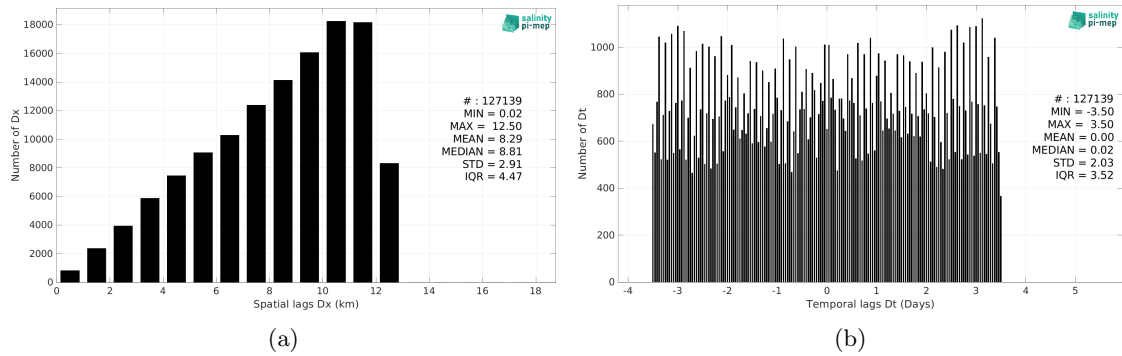 18000
16000
14000
12000
10000
8000
6000
4000
2000
0
Number of Dx
0 2 4 6 8 10 12 14 16 18
Spatial lags Dx (km)
salinity
pi-mep
# : 127139
MIN = 0.02
MAX = 12.50
MEAN = 8.29
MEDIAN = 8.81
STD = 2.91
IQR = 4.47
(a)
1000
800
600
400
200
0
Number of Dt
-4 -3 -2 -1 0 1 2 3 4 5
Temporal lags Dt (Days)
salinity
pi-mep
# : 127139
MIN = -3.50
MAX = 3.50
MEAN = 0.00
MEDIAN = 0.02
STD = 2.03
IQR = 3.52
(b)